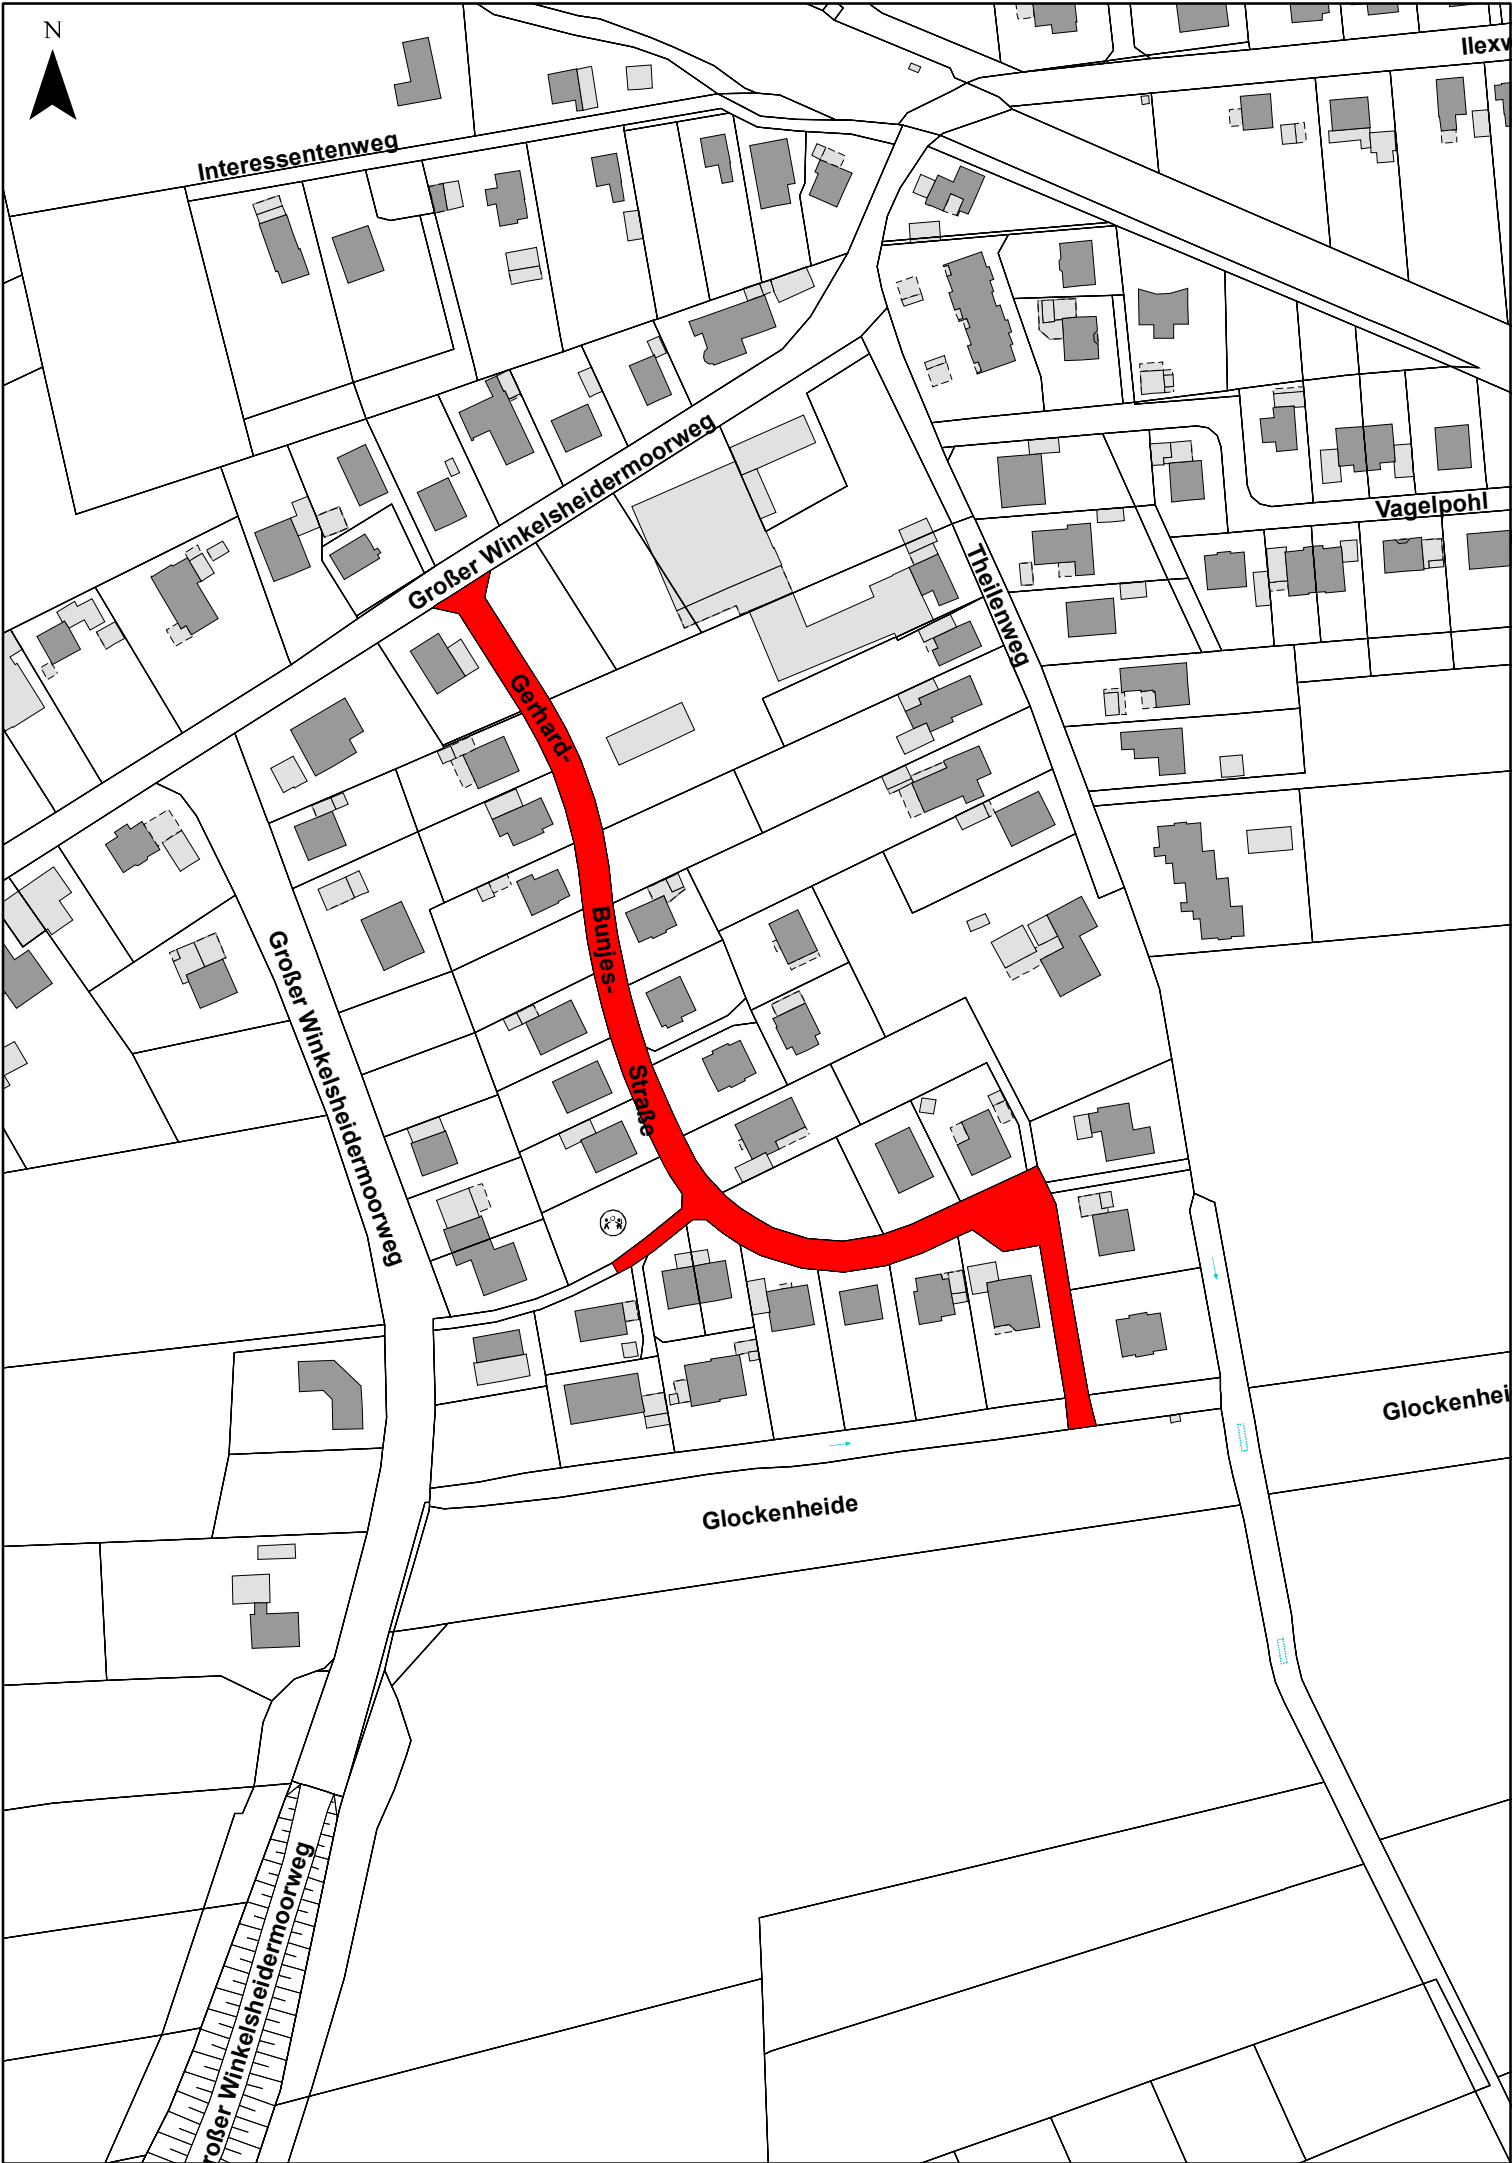 N
Ilexw
Interessentenweg
Großer Winkelsheidermoorweg
Vagelpohl
Theilenweg
Gerhard-
Bunjes-
Straße
Großer Winkelsheidermoorweg
Glockenhei
Glockenheide
roßer Winkelsheidermoorweg